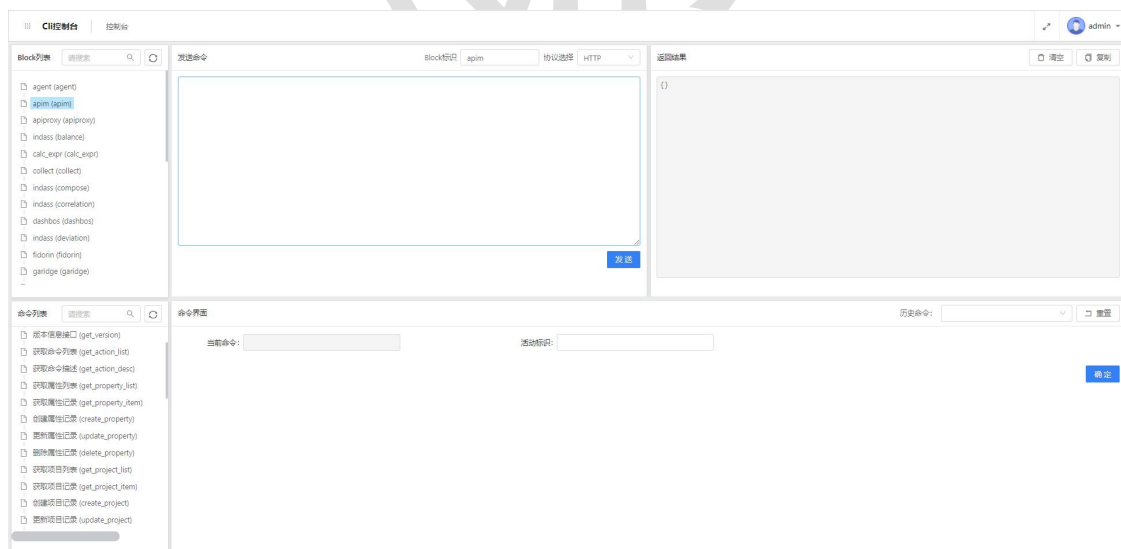 Cli控制台 控制台 admin
Block列表 请搜索
agent (agent)
apim (apim)
apiproxy (apiproxy)
indass (balance)
calc_expr (calc_expr)
collect (collect)
indass (compose)
indass (correlation)
dashbos (dashbos)
indass (deviation)
fidorin (fidorin)
garidge (garidge)
发送命令 Block标识 apim 协议选择 HTTP
发送
返回结果 清空 复制
{}
命令列表 请搜索
版本信息接口 (get_version)
获取命令列表 (get_action_list)
获取命令描述 (get_action_desc)
获取属性列表 (get_property_list)
获取属性记录 (get_property_item)
创建属性记录 (create_property)
更新属性记录 (update_property)
删除属性记录 (delete_property)
获取项目列表 (get_project_list)
获取项目记录 (get_project_item)
创建项目记录 (create_project)
更新项目记录 (update_project)
命令界面 历史命令: 重置
当前命令: 活动标识:
确定